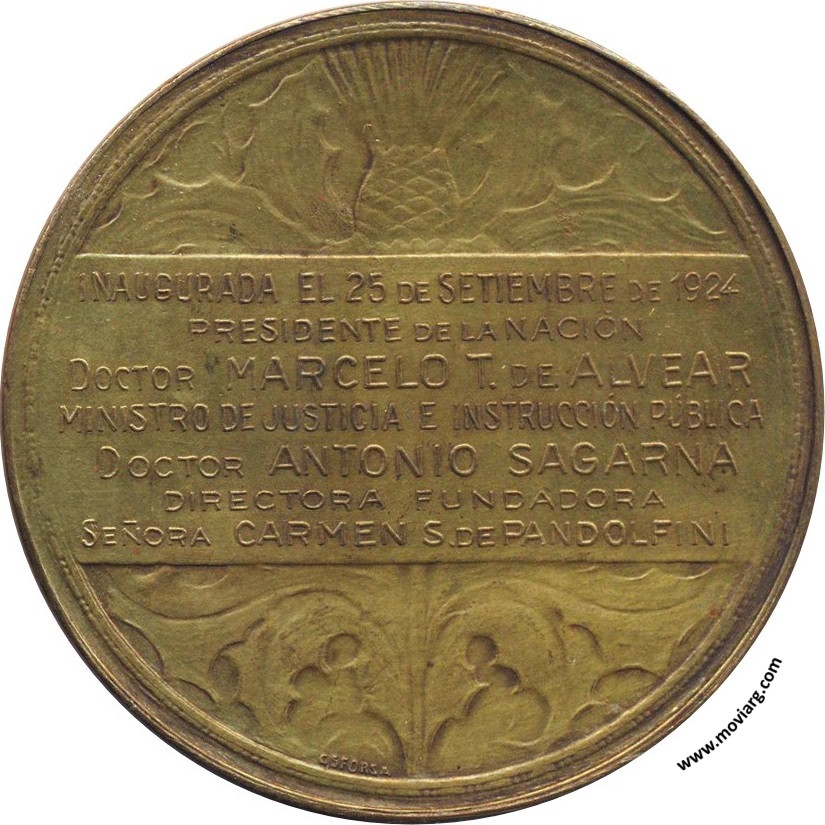 INAUGURADA EL 25 DE SETIEMBRE DE 1924
PRESIDENTE DE LA NACIÓN
DOCTOR MARCELO T. DE ALVEAR
MINISTRO DE JUSTICIA E INSTRUCCIÓN PÚBLICA
DOCTOR ANTONIO SAGARNA
DIRECTORA FUNDADORA
SEÑORA CARMEN S. DE PANDOLFINI
C SFORSA
www.moviarg.com